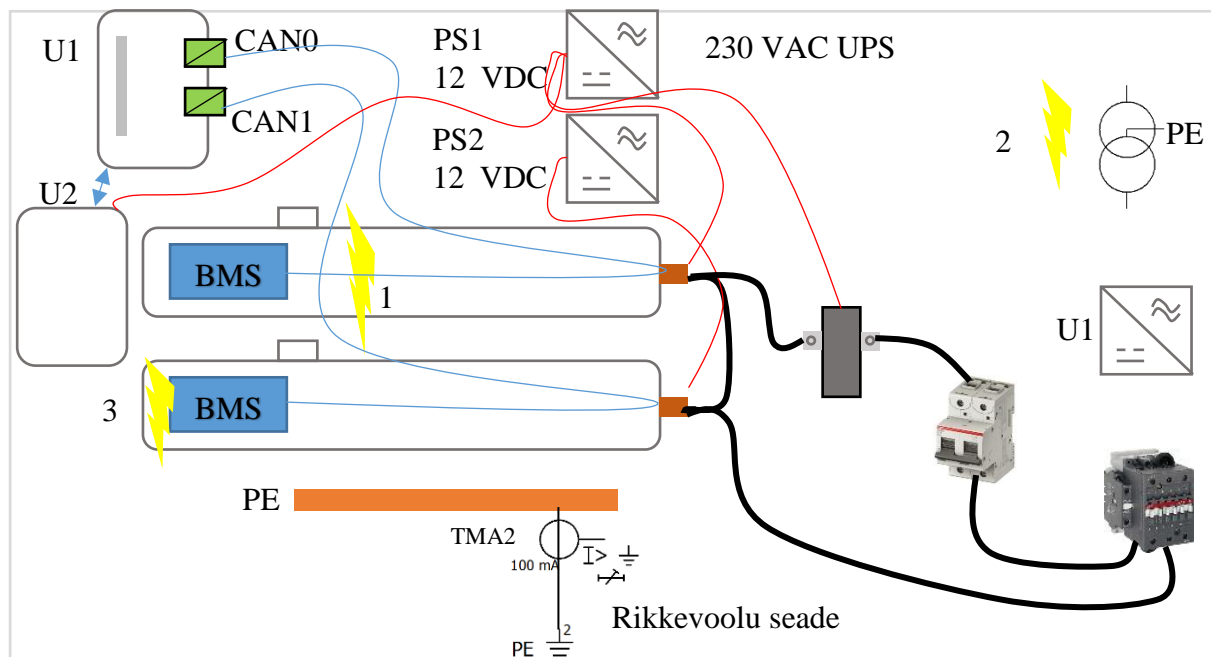 U1
CAN0
CAN1
PS1
12 VDC
230 VAC UPS
PS2
12 VDC
2
PE
U2
BMS
1
U1
3
BMS
PE
TMA2
100 mA
I>
2
PE
Rikkevoolu seade